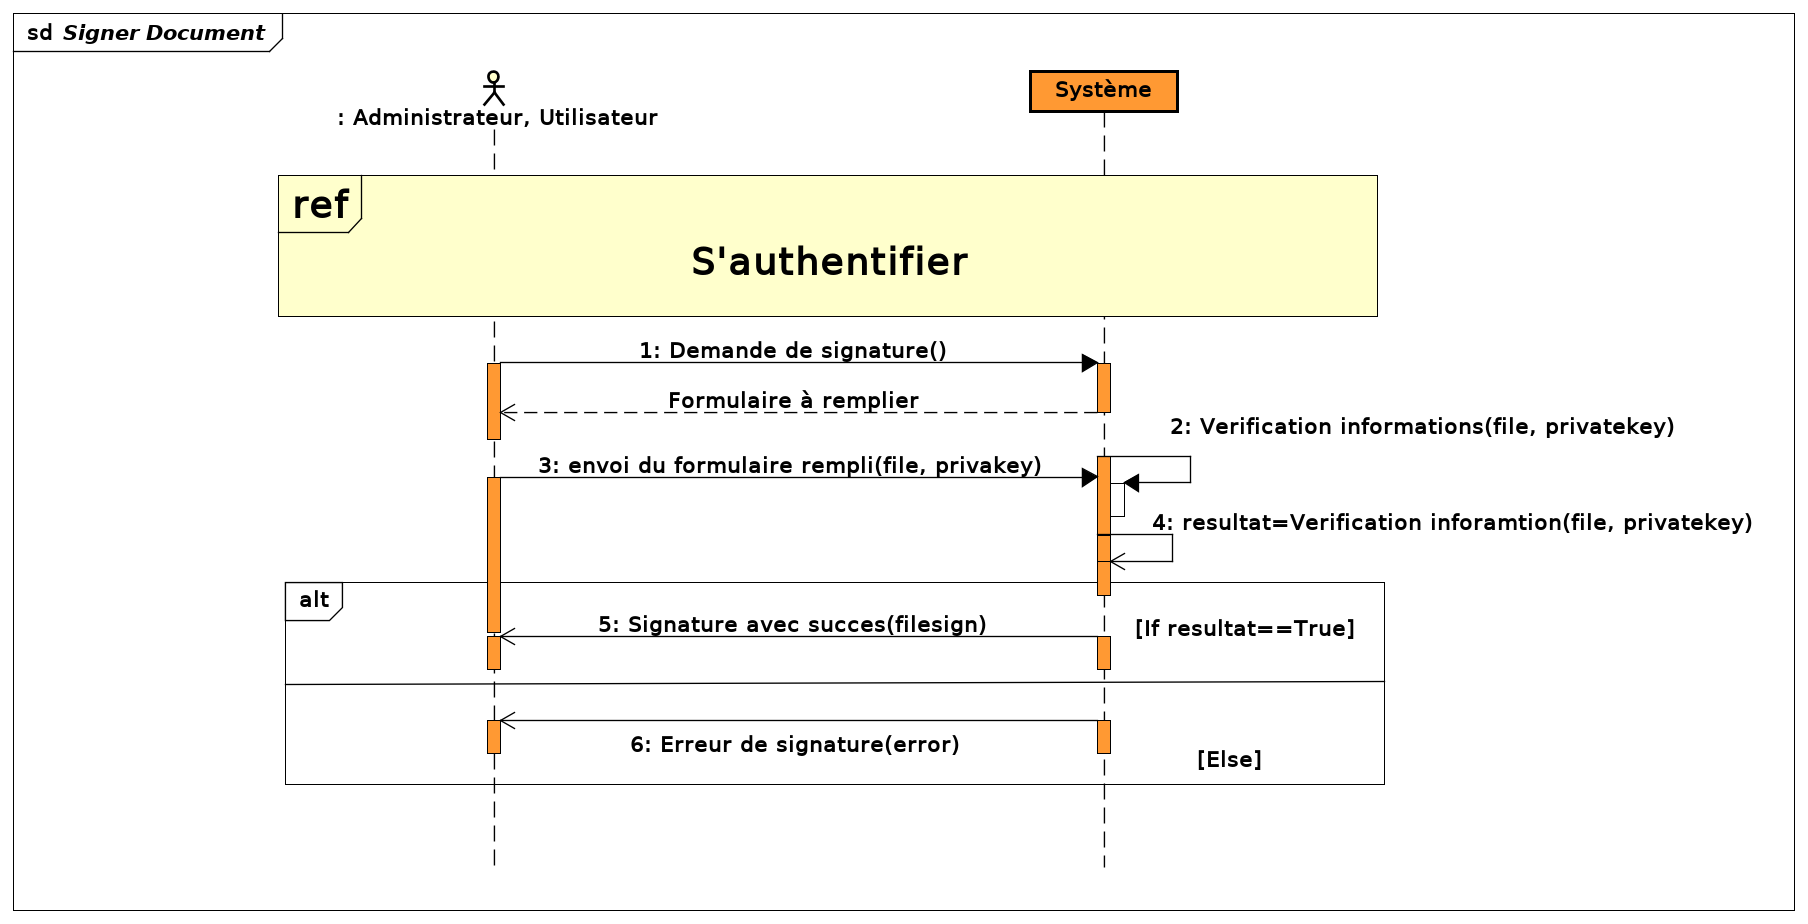 sd Signer Document
: Administrateur, Utilisateur
Système
ref
S'authentifier
1: Demande de signature()
Formulaire à remplier
2: Verification informations(file, privatekey)
3: envoi du formulaire rempli(file, privakey)
4: resultat=Verification inforamtion(file, privatekey)
alt
5: Signature avec succes(filesign)
[If resultat==True]
6: Erreur de signature(error)
[Else]